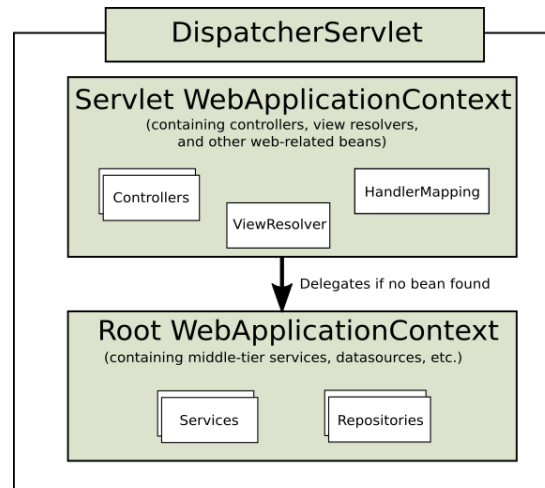 DispatcherServlet
Servlet WebApplicationContext
(containing controllers, view resolvers,
and other web-related beans)
Controllers
HandlerMapping
ViewResolver
Delegates if no bean found
Root WebApplicationContext
(containing middle-tier services, datasources, etc.)
Services
Repositories